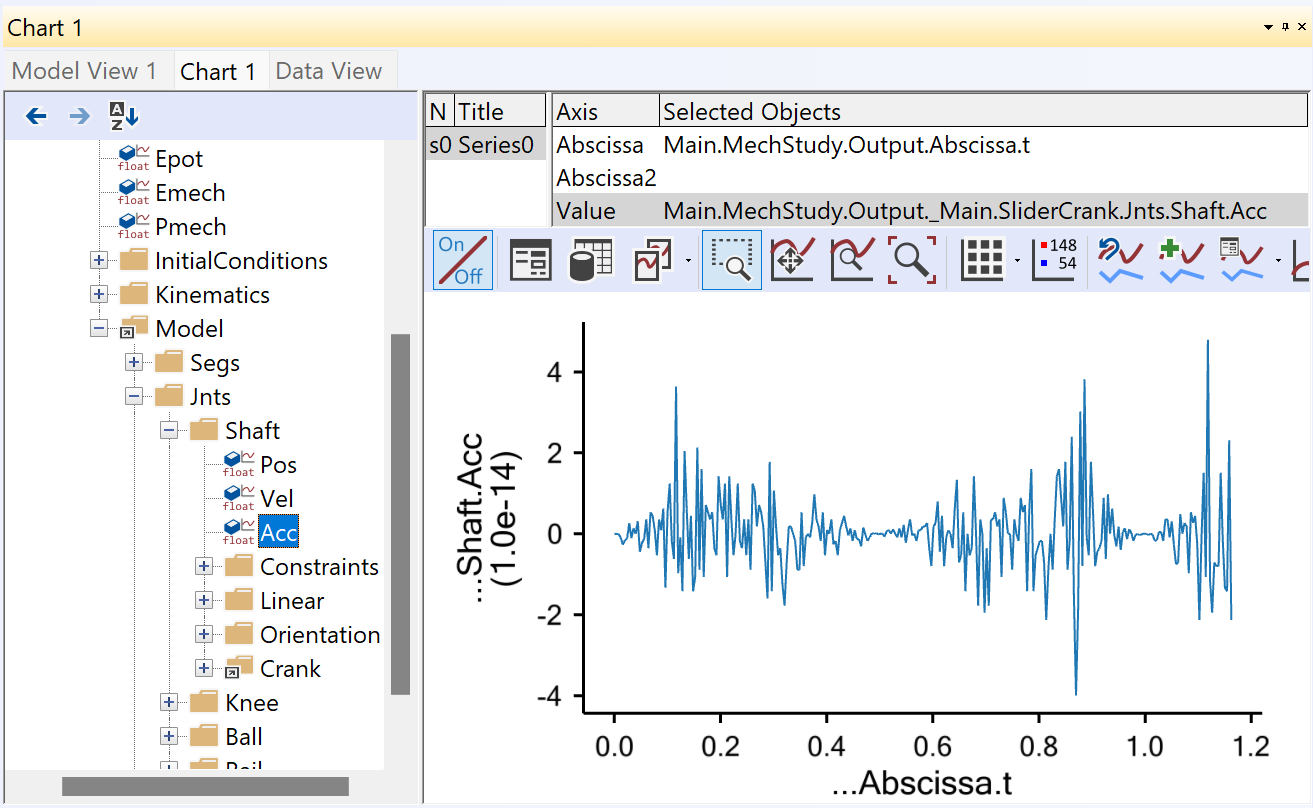 Chart 1
Model View 1 Chart 1 Data View
A
Z
float Epot
float Emech
float Pmech
InitialConditions
Kinematics
Model
Segs
Jnts
Shaft
float Pos
float Vel
float Acc
Constraints
Linear
Orientation
Crank
Knee
Ball
N Title Axis Selected Objects
s0 Series0 Abscissa Main.MechStudy.Output.Abscissa.t
Abscissa2
Value Main.MechStudy.Output._Main.SliderCrank.Jnts.Shaft.Acc
On
Off
148
54
...Shaft.Acc
(1.0e-14)
4
2
0
-2
-4
0.0 0.2 0.4 0.6 0.8 1.0 1.2
...Abscissa.t